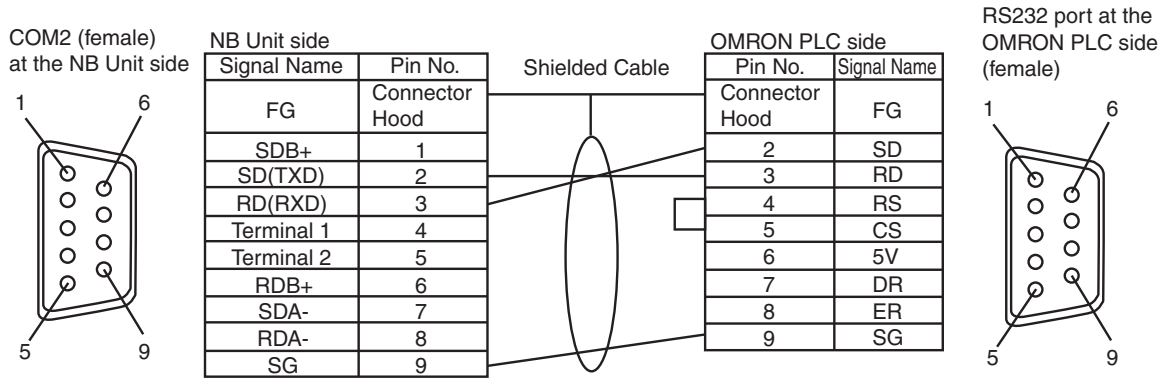 COM2 (female)
at the NB Unit side
1 6
5 9
NB Unit side
Signal Name Pin No.
FG Connector Hood
SDB+ 1
SD(TXD) 2
RD(RXD) 3
Terminal 1 4
Terminal 2 5
RDB+ 6
SDA- 7
RDA- 8
SG 9
Shielded Cable
OMRON PLC side
Pin No. Signal Name
Connector Hood FG
2 SD
3 RD
4 RS
5 CS
6 5V
7 DR
8 ER
9 SG
RS232 port at the
OMRON PLC side
(female)
1 6
5 9